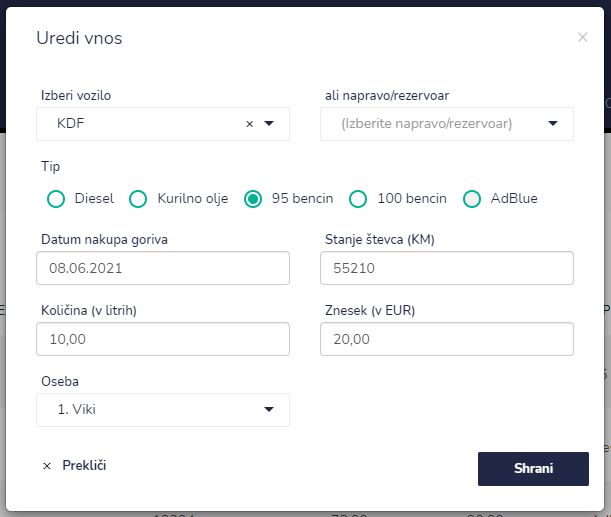 Uredi vnos ×
Izberi vozilo ali napravo/rezervoar
KDF × (Izberite napravo/rezervoar)
Tip
Diesel Kurilno olje 95 bencin 100 bencin AdBlue
Datum nakupa goriva Stanje števca (KM)
08.06.2021 55210
Količina (v litrih) Znesek (v EUR)
10,00 20,00
Oseba
1. Viki
× Prekliči Shrani